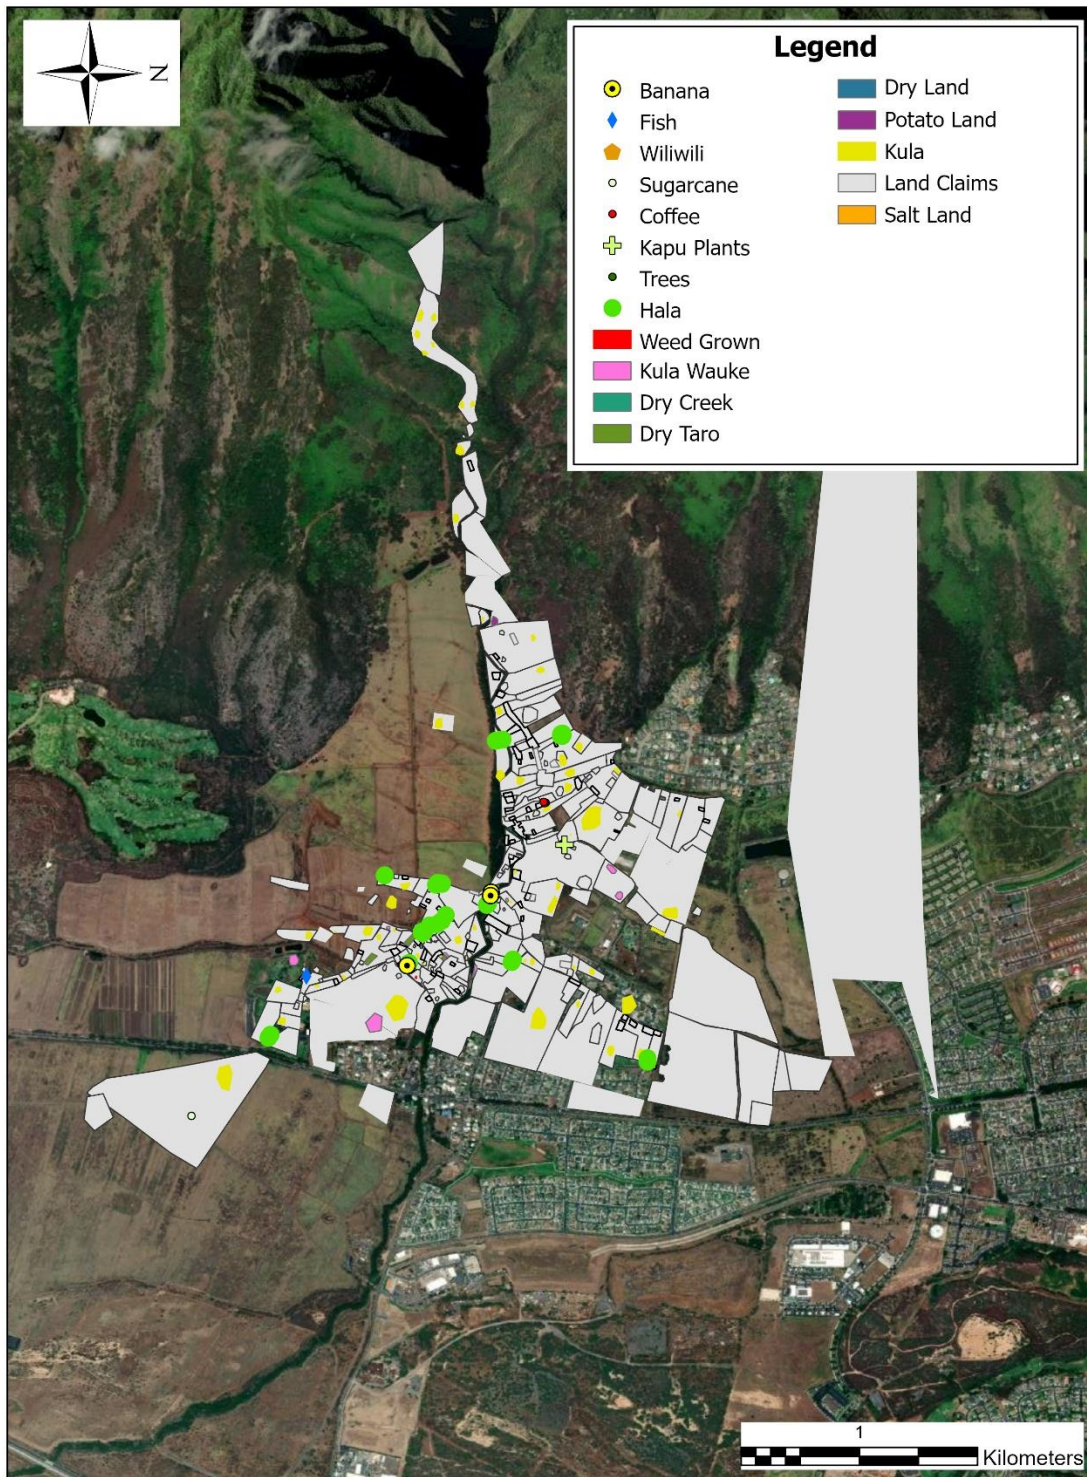 N
Legend
Banana
Fish
Wiliwili
Sugarcane
Coffee
Kapu Plants
Trees
Hala
Weed Grown
Kula Wauke
Dry Creek
Dry Taro
Dry Land
Potato Land
Kula
Land Claims
Salt Land
1
Kilometers